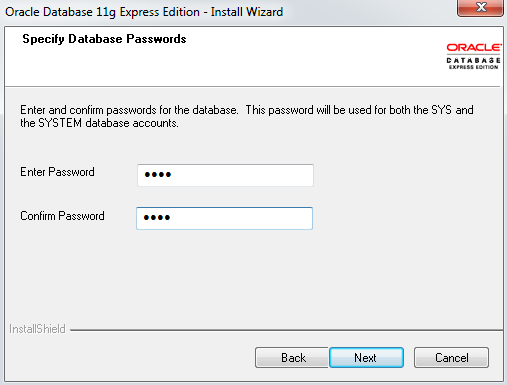 Oracle Database 11g Express Edition - Install Wizard
Specify Database Passwords
ORACLE
DATABASE
EXPRESS EDITION
Enter and confirm passwords for the database. This password will be used for both the SYS and
the SYSTEM database accounts.
Enter Password
••••
Confirm Password
••••
InstallShield
Back
Next
Cancel